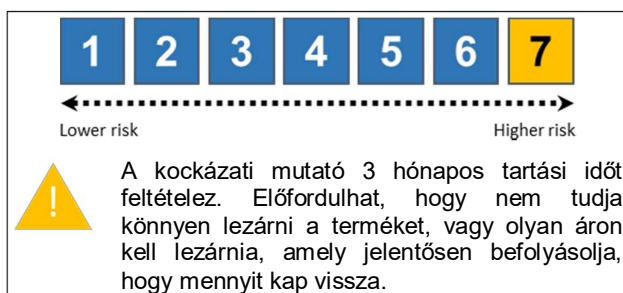 1 2 3 4 5 6 7
Lower risk Higher risk
A kockázati mutató 3 hónapos tartási időt
feltételez. Előfordulhat, hogy nem tudja
könnyen lezárni a terméket, vagy olyan áron
kell lezárnia, amely jelentősen befolyásolja,
hogy mennyit kap vissza.